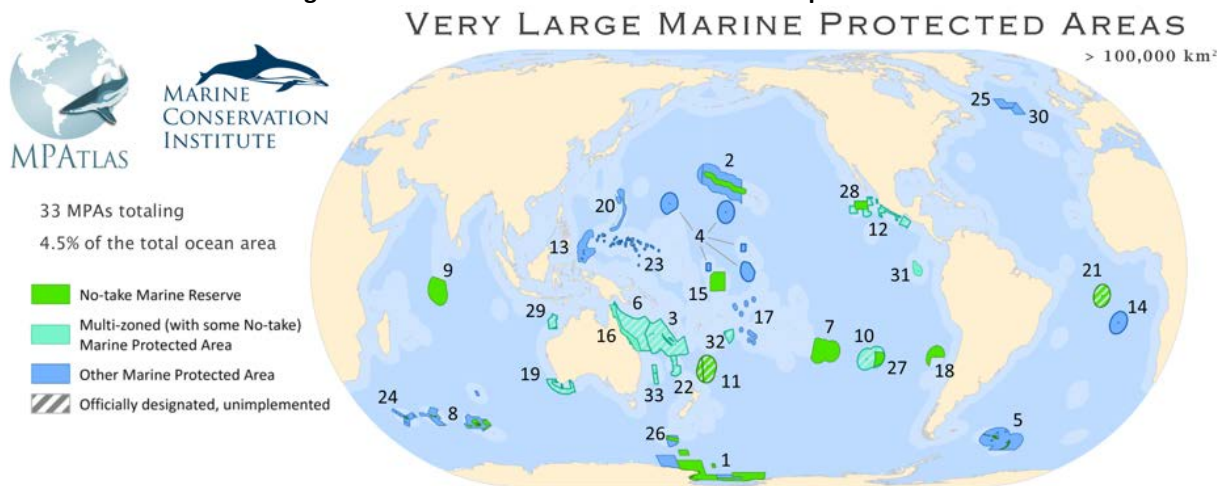 VERY LARGE MARINE PROTECTED AREAS
> 100,000 km²
MPATLAS
MARINE
CONSERVATION
INSTITUTE
33 MPAs totaling
4.5% of the total ocean area
No-take Marine Reserve
Multi-zoned (with some No-take)
Marine Protected Area
Other Marine Protected Area
Officially designated, unimplemented
25
30
2
28
20
12
13
4
23
9
31
21
15
6
14
29
3
17
16
7
10
32
19
22
11
27
18
33
24
8
5
26
1